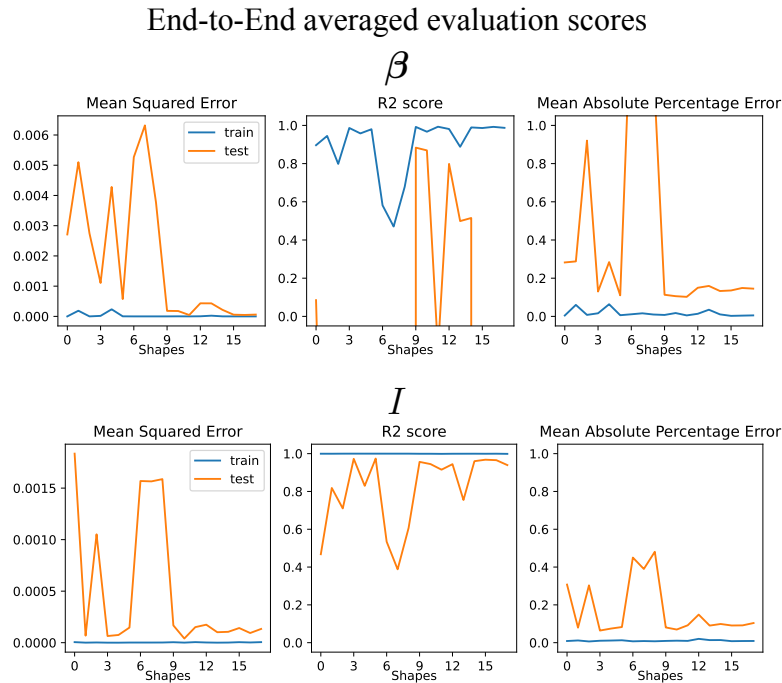 End-to-End averaged evaluation scores
β
Mean Squared Error
0.006
0.005
0.004
0.003
0.002
0.001
0.000
train
test
0 3 6 9 12 15
Shapes
R2 score
1.0
0.8
0.6
0.4
0.2
0.0
0 3 6 9 12 15
Shapes
Mean Absolute Percentage Error
1.0
0.8
0.6
0.4
0.2
0.0
0 3 6 9 12 15
Shapes
I
Mean Squared Error
0.0015
0.0010
0.0005
0.0000
train
test
0 3 6 9 12 15
Shapes
R2 score
1.0
0.8
0.6
0.4
0.2
0.0
0 3 6 9 12 15
Shapes
Mean Absolute Percentage Error
1.0
0.8
0.6
0.4
0.2
0.0
0 3 6 9 12 15
Shapes